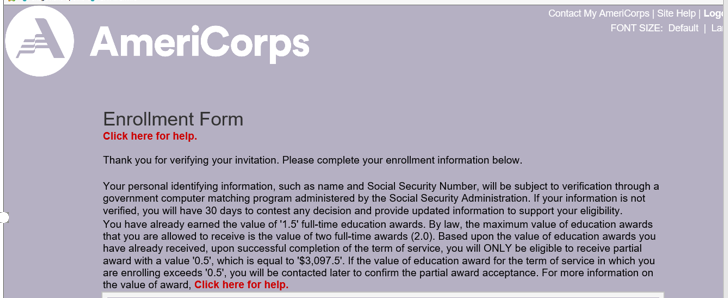 Contact My AmeriCorps | Site Help |
FONT SIZE: Default |
AmeriCorps
Enrollment Form
Click here for help.
Thank you for verifying your invitation. Please complete your enrollment information below.
Your personal identifying information, such as name and Social Security Number, will be subject to verification through a
government computer matching program administered by the Social Security Administration. If your information is not
verified, you will have 30 days to contest any decision and provide updated information to support your eligibility.
You have already earned the value of '1.5' full-time education awards. By law, the maximum value of education awards
that you are allowed to receive is the value of two full-time awards (2.0). Based upon the value of education awards you
have already received, upon successful completion of the term of service, you will ONLY be eligible to receive partial
award with a value '0.5', which is equal to '$3,097.5'. If the value of education award for the term of service in which you
are enrolling exceeds '0.5', you will be contacted later to confirm the partial award acceptance. For more information on
the value of award, Click here for help.